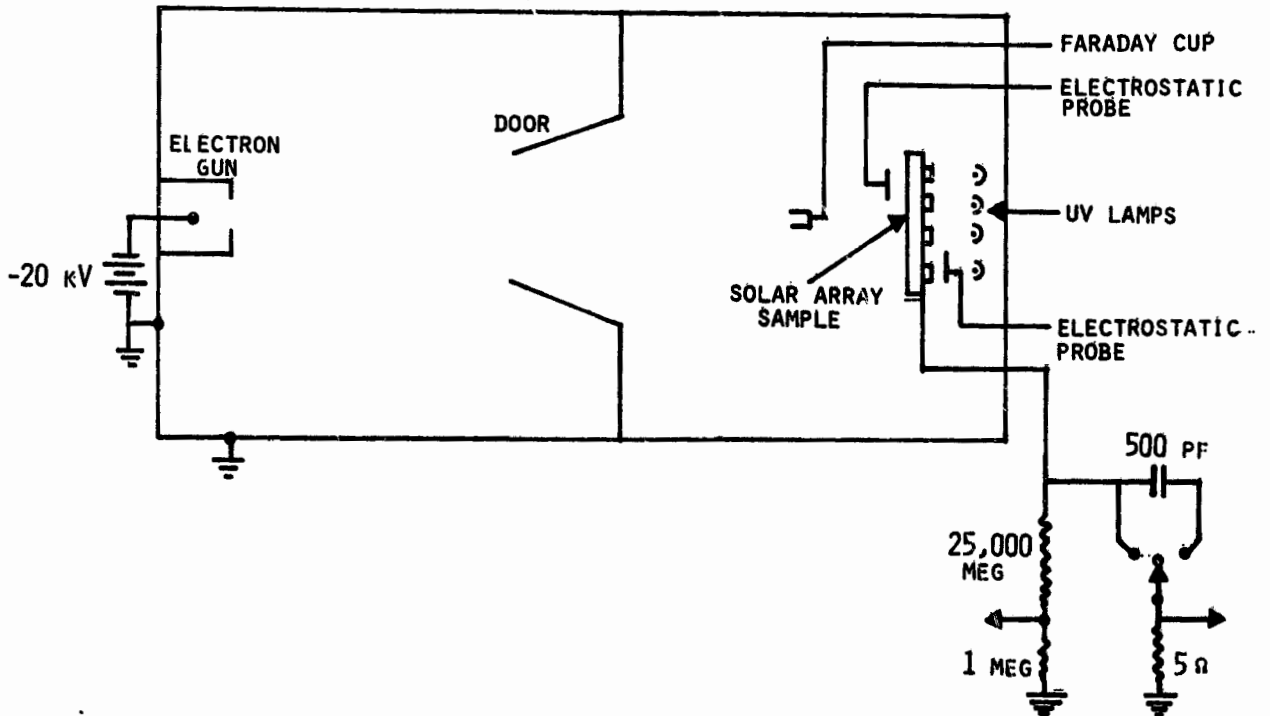 FARADAY CUP
ELECTROSTATIC
PROBE
DOOR
ELECTRON
GUN
UV LAMPS
-20 KV
SOLAR ARRAY
SAMPLE
ELECTROSTATIC
PROBE
500 PF
25,000
MEG
1 MEG
5 Ω